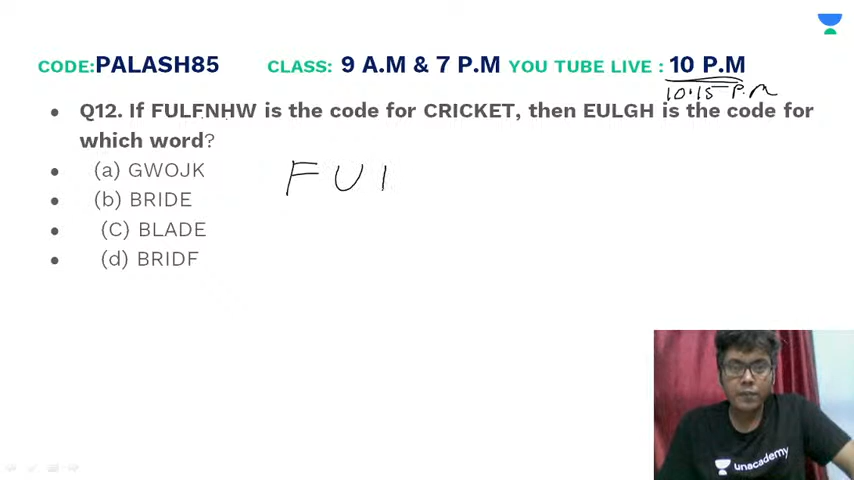 CODE:PALASH85 CLASS: 9 A.M & 7 P.M YOU TUBE LIVE : 10 P.M
10.15 P.M
• Q12. If FULFNHW is the code for CRICKET, then EULGH is the code for
which word?
• (a) GWOJK
FUI
• (b) BRIDE
• (C) BLADE
• (d) BRIDF
unacademy